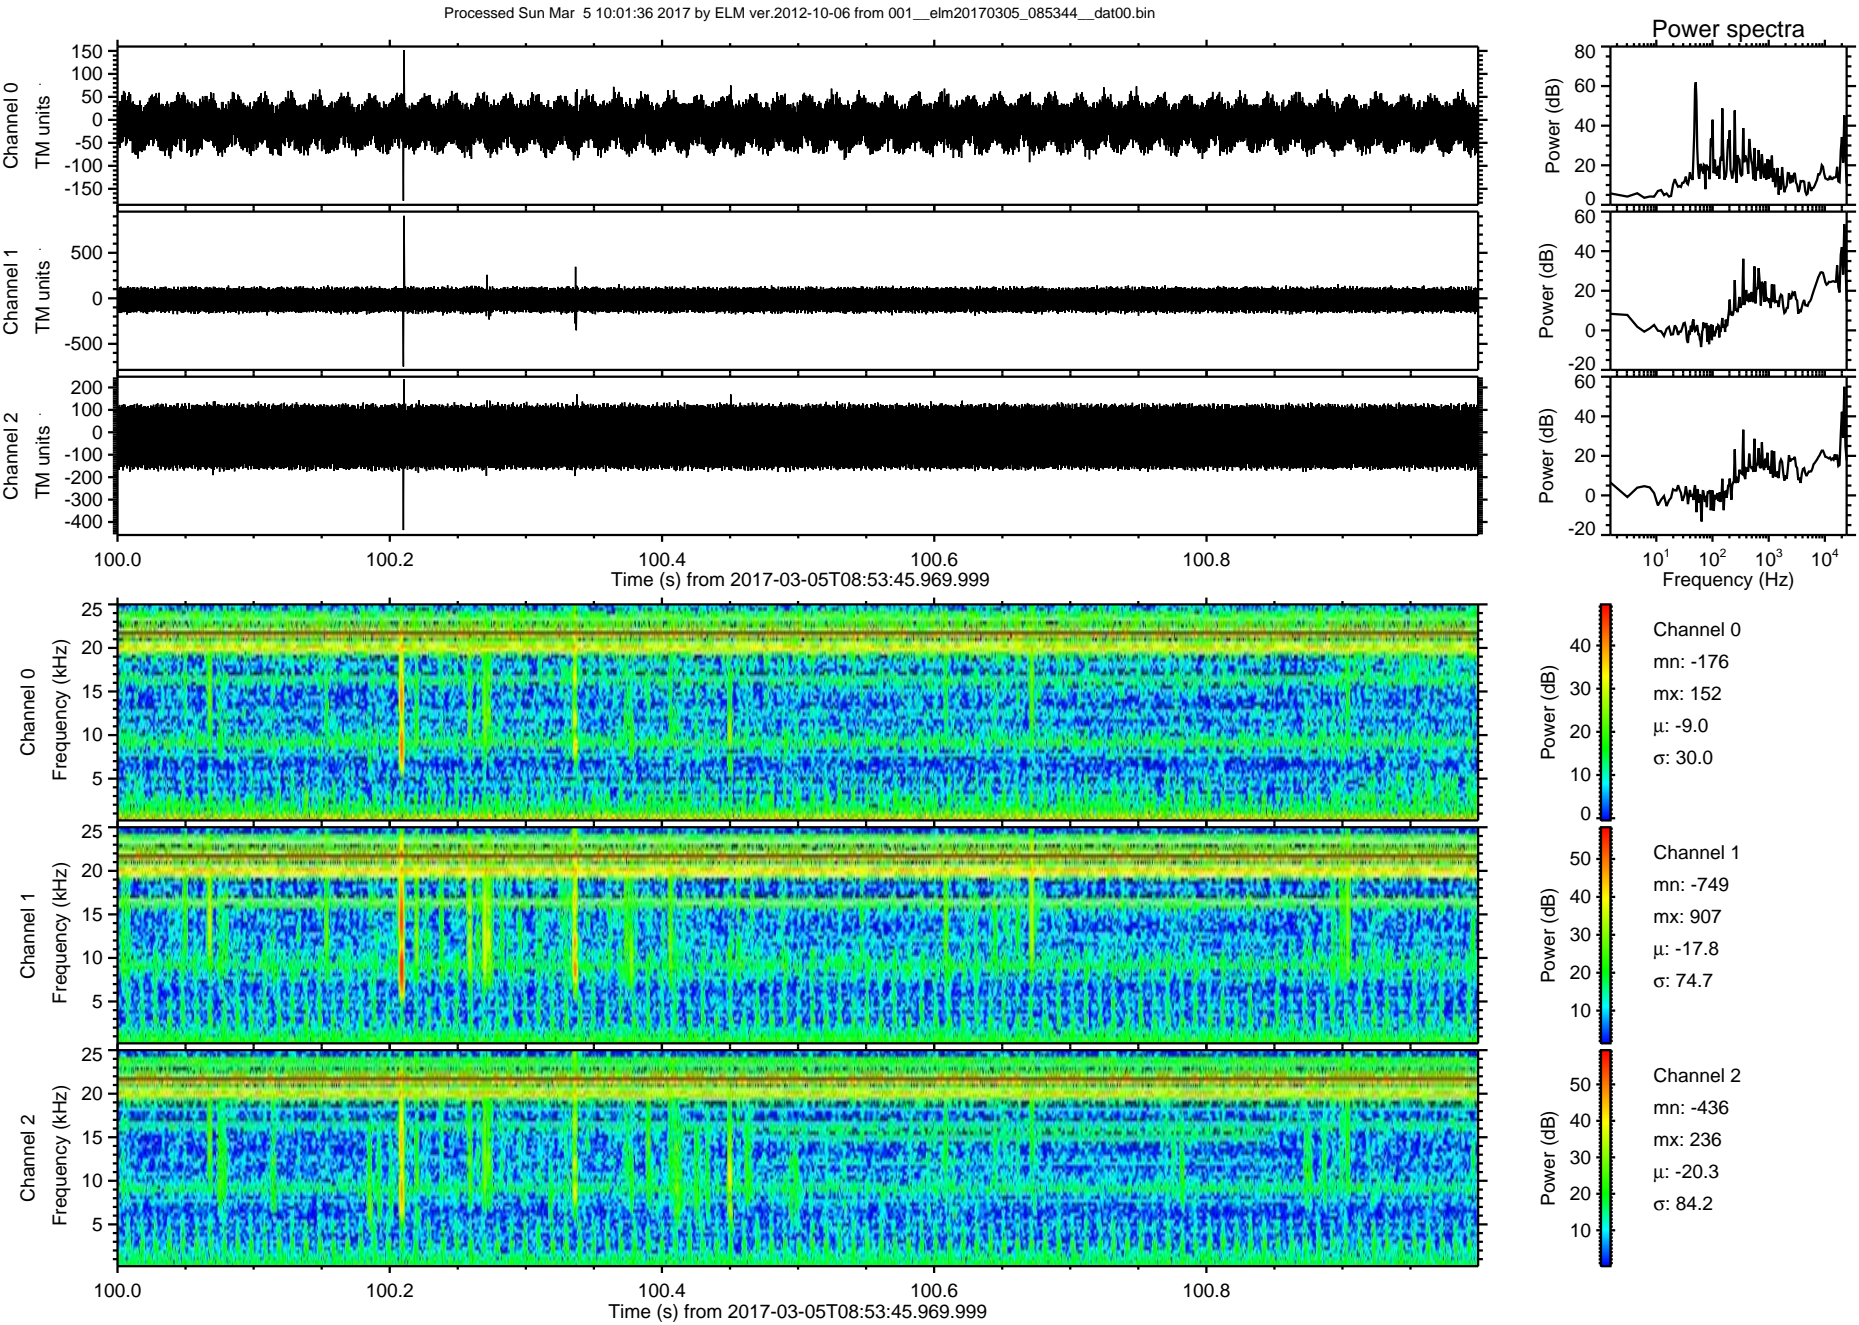 Processed Sun Mar  5 10:01:36 2017 by ELM ver.2012-10-06 from 001__elm20170305_085344__dat00.bin
Power spectra
Channel 0
TM units
150
100
50
0
-50
-100
-150
Power (dB)
80
60
40
20
0
Channel 1
TM units
500
0
-500
Power (dB)
60
40
20
0
-20
Channel 2
TM units
200
100
0
-100
-200
-300
-400
Power (dB)
60
40
20
0
-20
100.0 100.2 100.4 100.6 100.8
Time (s) from 2017-03-05T08:53:45.969.999
10^1 10^2 10^3 10^4
Frequency (Hz)
Channel 0
Frequency (kHz)
25
20
15
10
5
Power (dB)
40
30
20
10
0
Channel 0
mn: -176
mx: 152
μ: -9.0
σ: 30.0
Channel 1
Frequency (kHz)
25
20
15
10
5
Power (dB)
50
40
30
20
10
Channel 1
mn: -749
mx: 907
μ: -17.8
σ: 74.7
Channel 2
Frequency (kHz)
25
20
15
10
5
Power (dB)
50
40
30
20
10
Channel 2
mn: -436
mx: 236
μ: -20.3
σ: 84.2
100.0 100.2 100.4 100.6 100.8
Time (s) from 2017-03-05T08:53:45.969.999